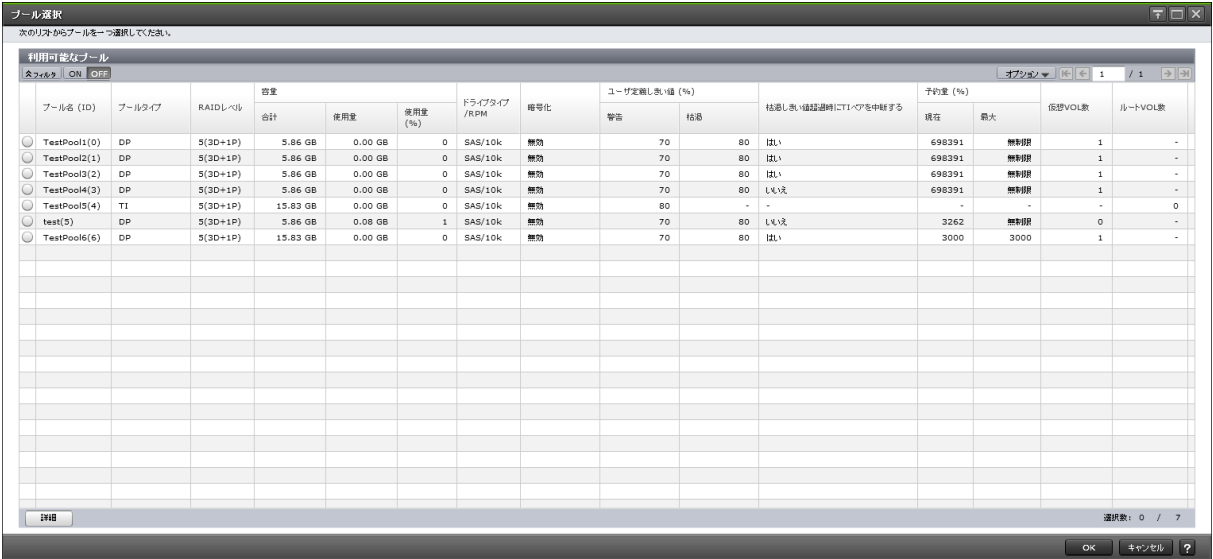 プール選択
次のリストからプールを一つ選択してください。
利用可能なプール
フィルタ ON OFF オプション 1 / 1
容量 ユーザ定義しきい値 (%) 予約量 (%)
プール名 (ID) プールタイプ RAIDレベル 合計 使用量 使用量 (%) ドライブタイプ /RPM 暗号化 警告 枯渇 枯渇しきい値超過時にTIペアを中断する 現在 最大 仮想VOL数 ルートVOL数
TestPool1(0) DP 5(3D+1P) 5.86 GB 0.00 GB 0 SAS/10k 無効 70 80 はい 698391 無制限 1 -
TestPool2(1) DP 5(3D+1P) 5.86 GB 0.00 GB 0 SAS/10k 無効 70 80 はい 698391 無制限 1 -
TestPool3(2) DP 5(3D+1P) 5.86 GB 0.00 GB 0 SAS/10k 無効 70 80 はい 698391 無制限 1 -
TestPool4(3) DP 5(3D+1P) 5.86 GB 0.00 GB 0 SAS/10k 無効 70 80 いいえ 698391 無制限 1 -
TestPool5(4) TI 5(3D+1P) 15.83 GB 0.00 GB 0 SAS/10k 無効 80 - - - - - 0
test(5) DP 5(3D+1P) 5.86 GB 0.08 GB 1 SAS/10k 無効 70 80 いいえ 3262 無制限 0 -
TestPool6(6) DP 5(3D+1P) 15.83 GB 0.00 GB 0 SAS/10k 無効 70 80 はい 3000 3000 1 -
詳細 選択数: 0 / 7
OK キャンセル ?